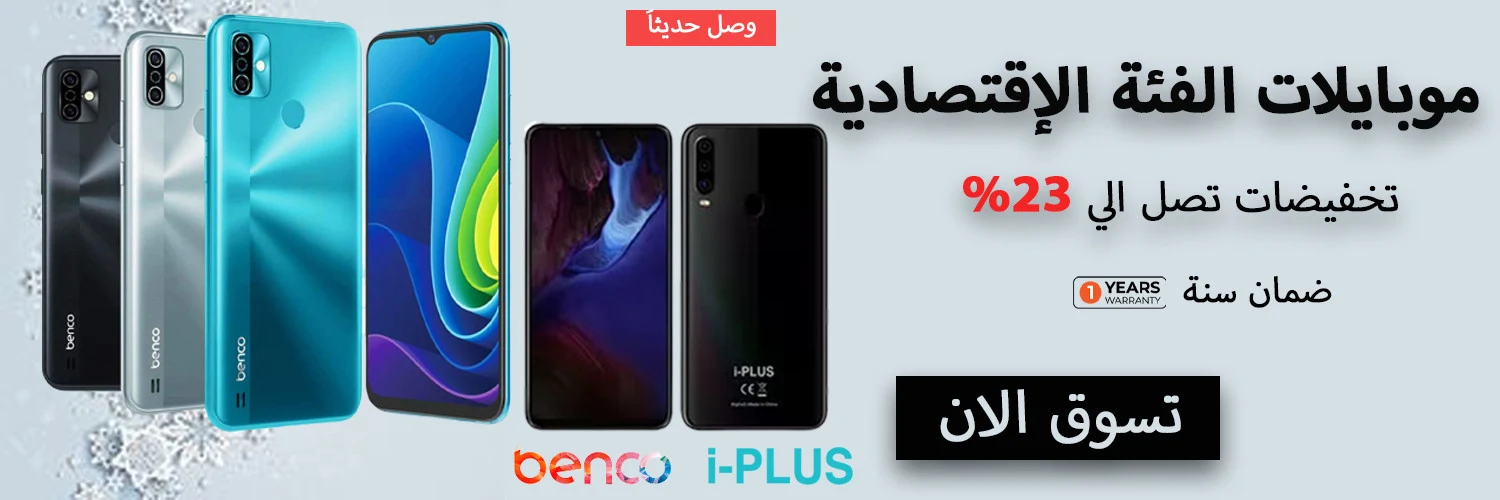 وصل حديثاً
موبايلات الفئة الإقتصادية
تخفيضات تصل الي 23%
ضمان سنة
1 YEARS
WARRANTY
تسوق الان
benco
benco
benco
i-PLUS
CE
benco i-PLUS